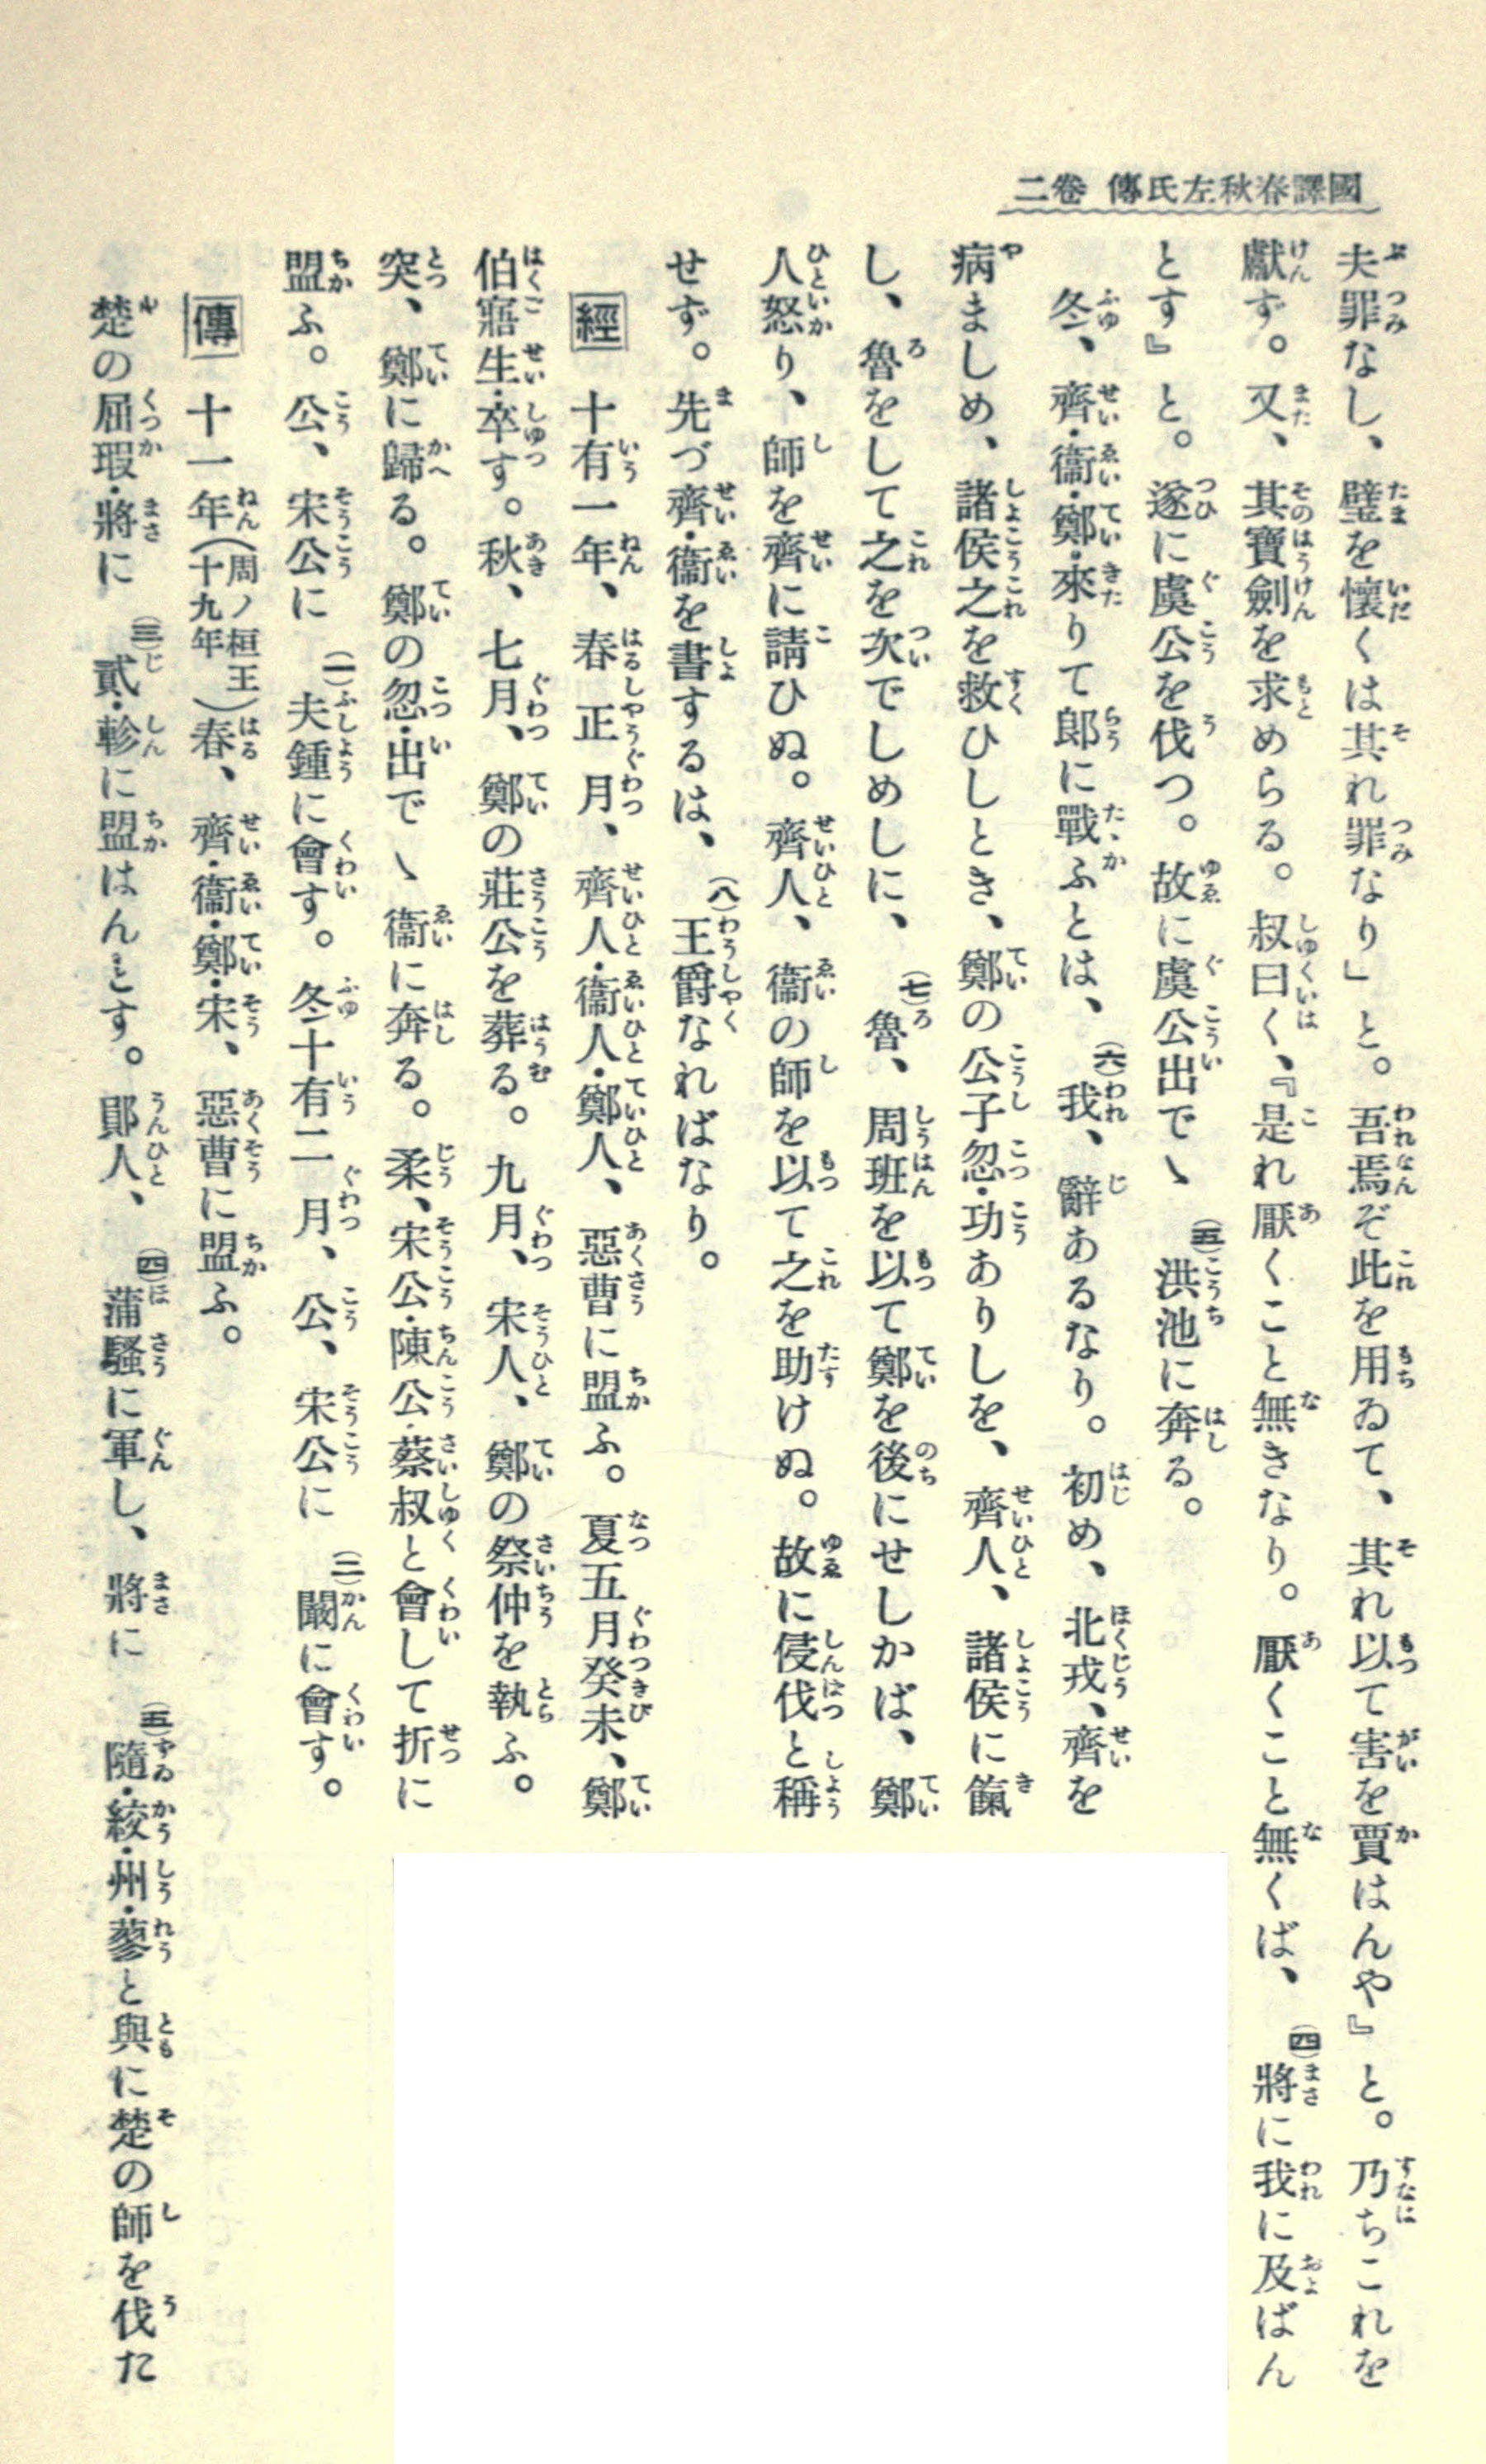 國譯春秋左氏傳 卷二
夫罪なし、璧を懷くは其れ罪なり」と。吾焉ぞ此を用ゐて、其れ以て害を賈はんや』と。乃ちこれを
獻ず。又、其寶劍を求めらる。叔曰く、『是れ厭くこと無きなり。厭くこと無くば、(四)將に我に及ばん
とす』と。遂に虞公を伐つ。故に虞公出でゝ(五)洪池に奔る。
冬、齊・衞・鄭・來りて郞に戰ふとは、(六)我、辭あるなり。初め、北戎、齊を
病ましめ、諸侯之を救ひしとき、鄭の公子忽・功ありしを、齊人、諸侯に餼
し、魯をして之を次でしめしに、(七)魯、周班を以て鄭を後にせしかば、鄭
人怒り、師を齊に請ひぬ。齊人、衞の師を以て之を助けぬ。故に侵伐と稱
せず。先づ齊・衞を書するは、(八)王爵なればなり。
經 十有一年、春正月、齊人・衞人・鄭人、惡曹に盟ふ。夏五月癸未、鄭
伯寤生・卒す。秋、七月、鄭の莊公を葬る。九月、宋人、鄭の祭仲を執ふ。
突、鄭に歸る。鄭の忽・出でゝ衞に奔る。柔、宋公・陳公・蔡叔と會して折に
盟ふ。公、宋公に(一)夫鍾に會す。冬十有二月、公、宋公に(二)闞に會す。
傳 十一年(周ノ桓王十九年)春、齊・衞・鄭・宋、惡曹に盟ふ。
楚の屈瑕・將に(三)貳・軫に盟はんとす。鄖人、(四)蒲騷に軍し、將に(五)隨・絞・州・蓼と與に楚の師を伐た